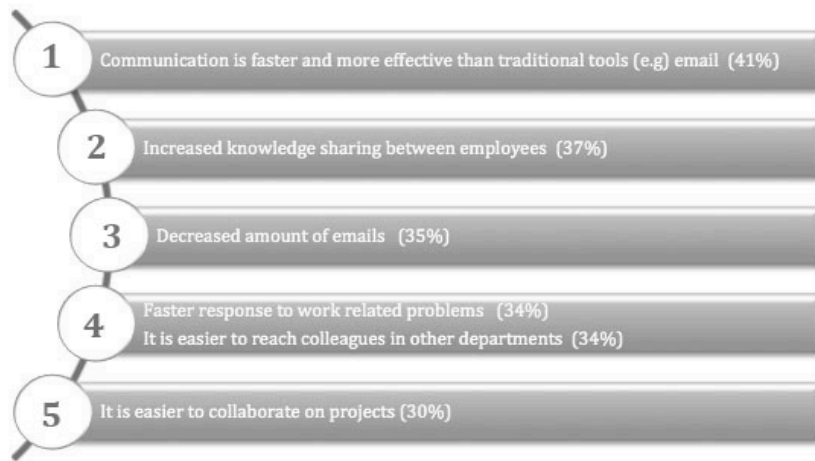 1
Communication is faster and more effective than traditional tools (e.g) email (41%)
2
Increased knowledge sharing between employees (37%)
3
Decreased amount of emails (35%)
4
Faster response to work related problems (34%)
It is easier to reach colleagues in other departments (34%)
5
It is easier to collaborate on projects (30%)